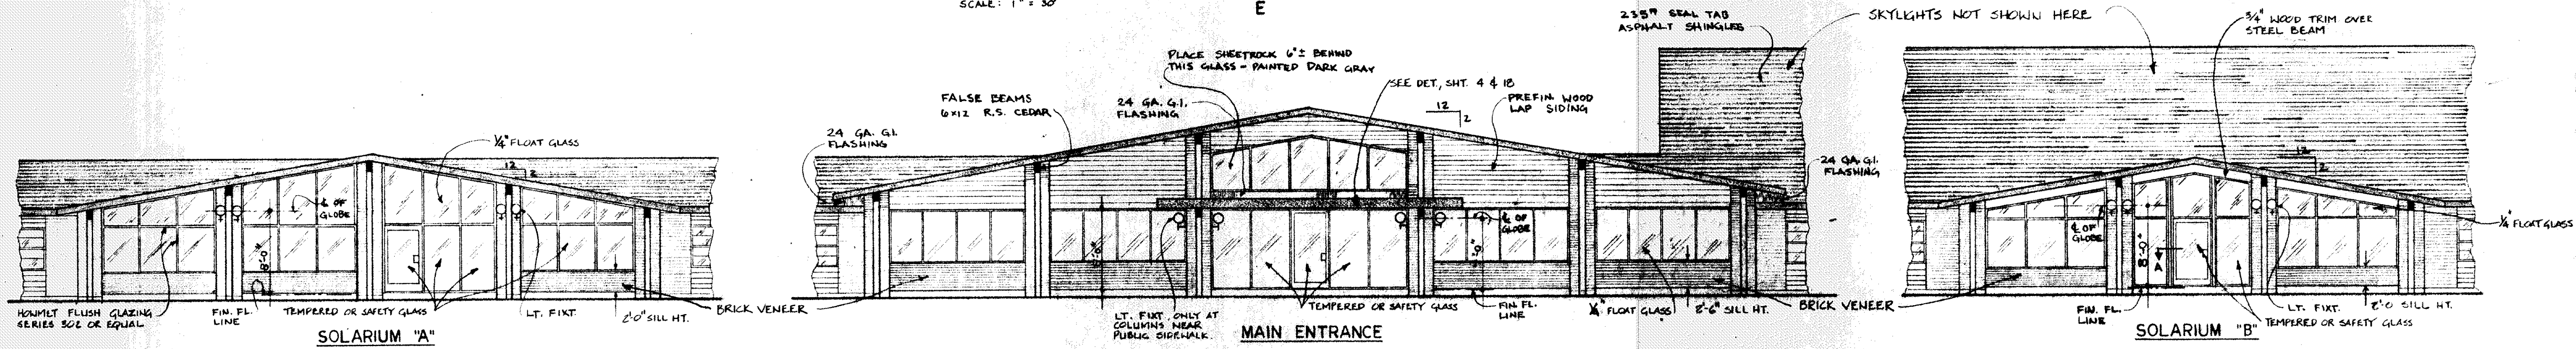 SCALE: 1" = 30'
E
235# SEAL TAB
ASPHALT SHINGLES
SKYLIGHTS NOT SHOWN HERE
3/4" WOOD TRIM OVER
STEEL BEAM
PLACE SHEETROCK 6"± BEHIND
THIS GLASS - PAINTED DARK GRAY
SEE DET., SHT. 4 & 18
FALSE BEAMS
6x12 R.S. CEDAR
24 GA. G.I.
FLASHING
12
2
PREFIN. WOOD
LAP SIDING
24 GA. G.I.
FLASHING
1/4" FLOAT GLASS
12
2
24 GA. G.I.
FLASHING
12
2
℄ OF
GLOBE
8'-0"
℄ OF
GLOBE
℄ OF
GLOBE
8'-0"
A
1/4" FLOAT GLASS
HOWMET FLUSH GLAZING
SERIES 302 OR EQUAL
FIN. FL.
LINE
TEMPERED OR SAFETY GLASS
LT. FIXT.
2'-0" SILL HT.
BRICK VENEER
LT. FIXT. ONLY AT
COLUMNS NEAR
PUBLIC SIDEWALK.
TEMPERED OR SAFETY GLASS
FIN. FL.
LINE
1/4" FLOAT GLASS
2'-6" SILL HT.
BRICK VENEER
FIN. FL.
LINE
LT. FIXT.
2'-0 SILL HT.
TEMPERED OR SAFETY GLASS
SOLARIUM "A"
MAIN ENTRANCE
SOLARIUM "B"